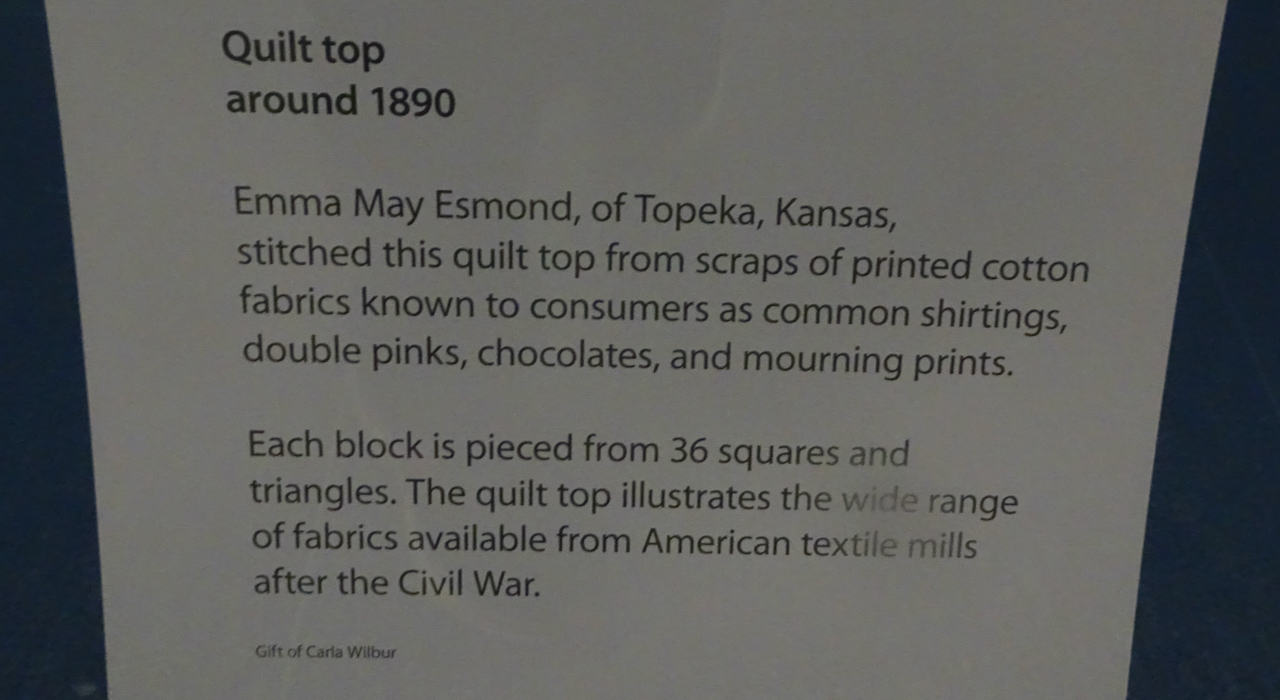 Quilt top
around 1890
Emma May Esmond, of Topeka, Kansas,
stitched this quilt top from scraps of printed cotton
fabrics known to consumers as common shirtings,
double pinks, chocolates, and mourning prints.
Each block is pieced from 36 squares and
triangles. The quilt top illustrates the wide range
of fabrics available from American textile mills
after the Civil War.
Gift of Carla Wilbur